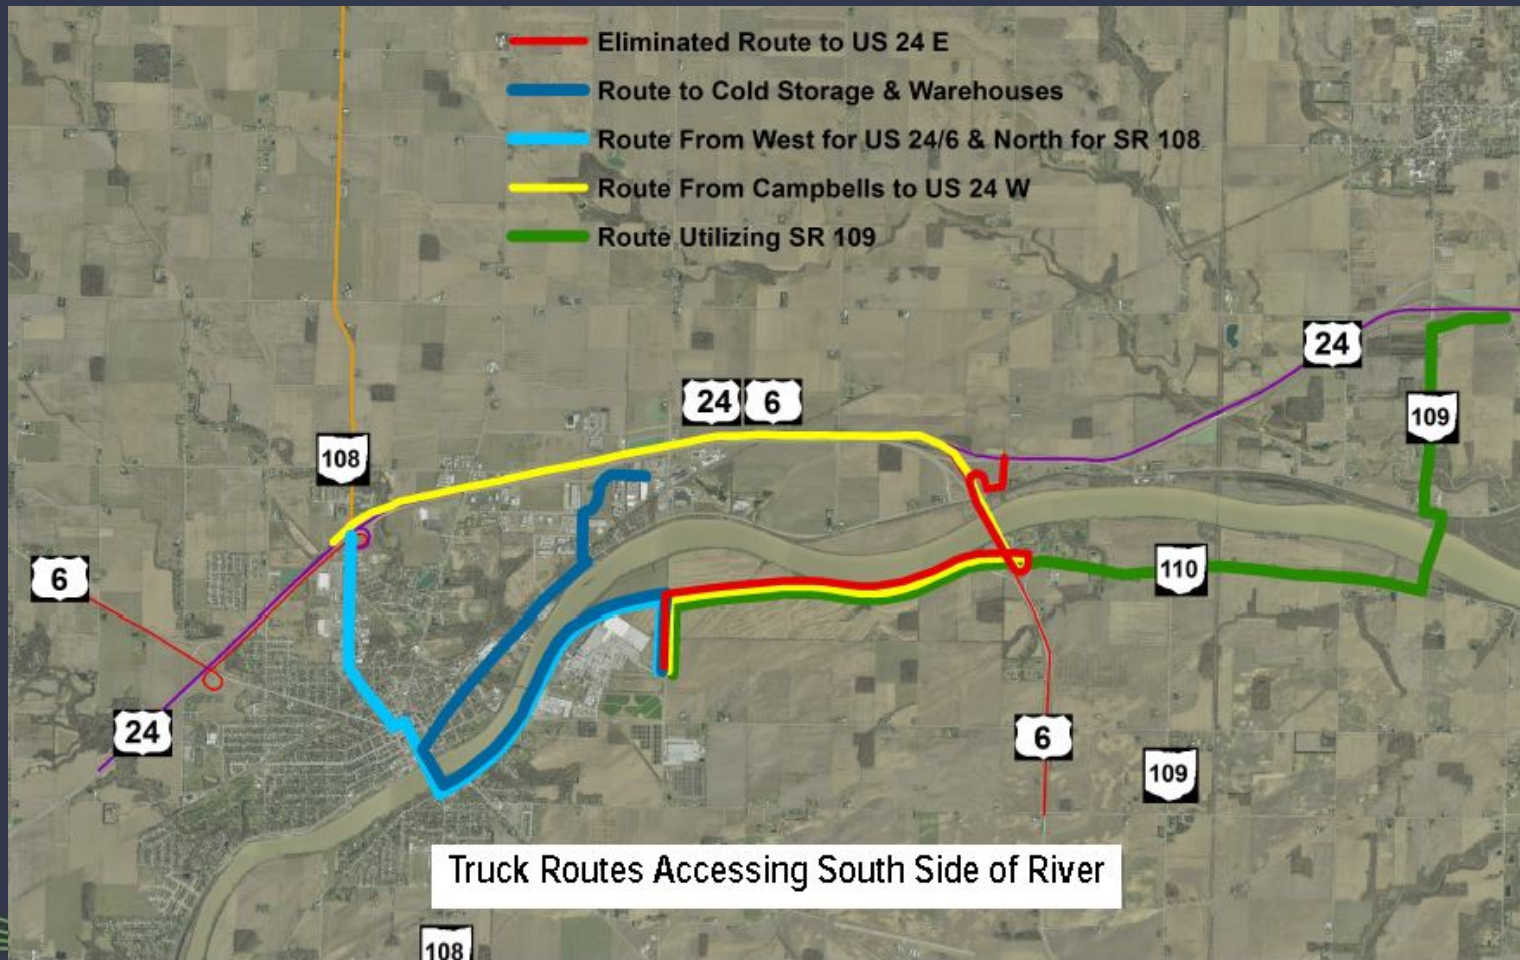 Eliminated Route to US 24 E
Route to Cold Storage & Warehouses
Route From West for US 24/6 & North for SR 108
Route From Campbells to US 24 W
Route Utilizing SR 109
24
24 6
109
108
110
6
24
6
109
Truck Routes Accessing South Side of River
108